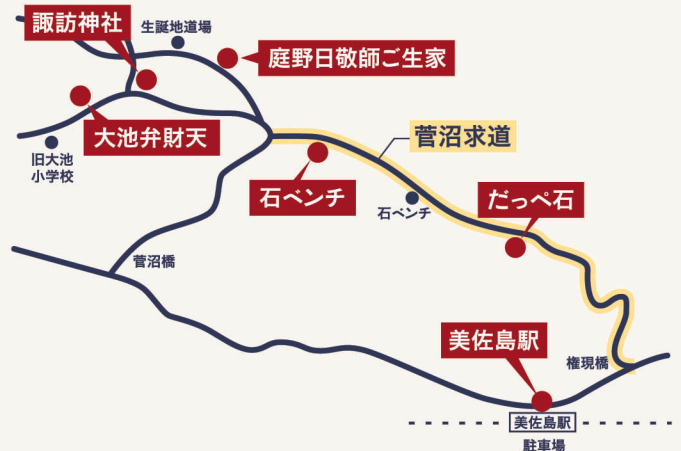 諏訪神社
生誕地道場
庭野日敬師ご生家
大池弁財天
旧大池
小学校
菅沼求道
石ベンチ
石ベンチ
だっぺ石
菅沼橋
美佐島駅
権現橋
美佐島駅
駐車場